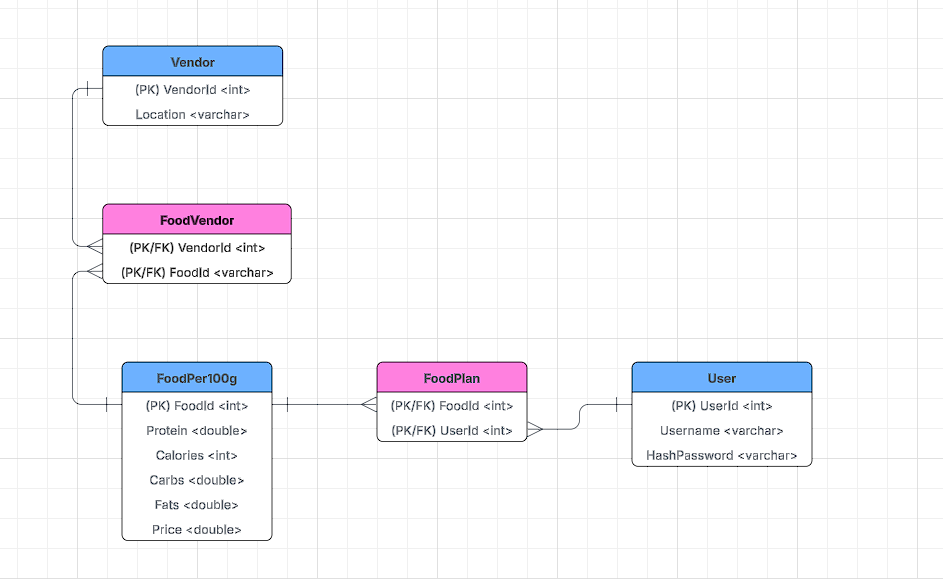 Vendor
(PK) VendorId <int>
Location <varchar>
FoodVendor
(PK/FK) VendorId <int>
(PK/FK) FoodId <varchar>
FoodPer100g
(PK) FoodId <int>
Protein <double>
Calories <int>
Carbs <double>
Fats <double>
Price <double>
FoodPlan
(PK/FK) FoodId <int>
(PK/FK) UserId <int>
User
(PK) UserId <int>
Username <varchar>
HashPassword <varchar>